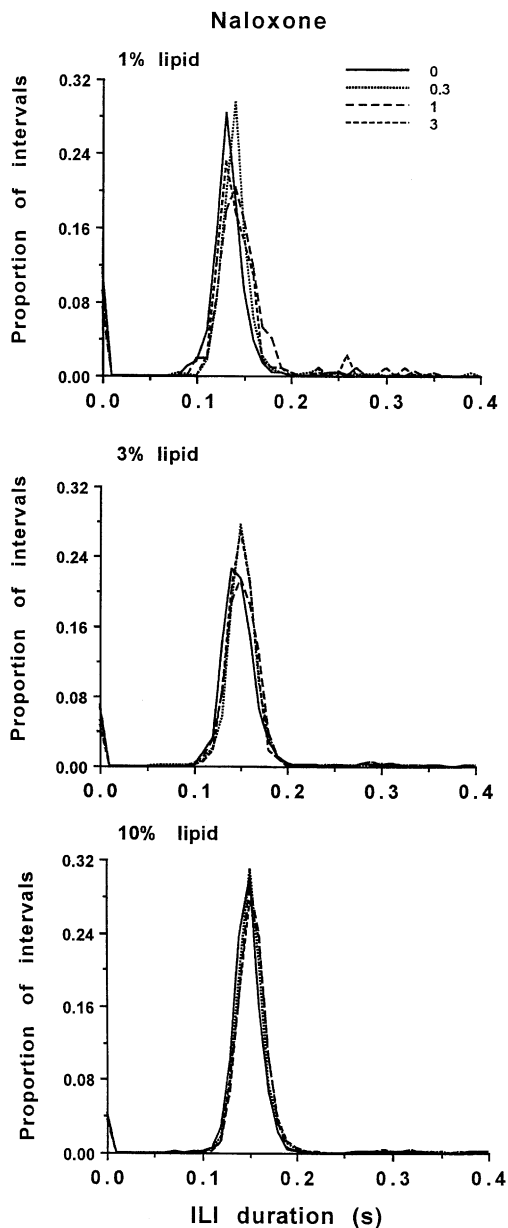 Naloxone
1% lipid
0
0.3
1
3
Proportion of intervals
0.32
0.24
0.16
0.08
0.00
0.0 0.1 0.2 0.3 0.4
3% lipid
Proportion of intervals
0.32
0.24
0.16
0.08
0.00
0.0 0.1 0.2 0.3 0.4
10% lipid
Proportion of intervals
0.32
0.24
0.16
0.08
0.00
0.0 0.1 0.2 0.3 0.4
ILI duration (s)